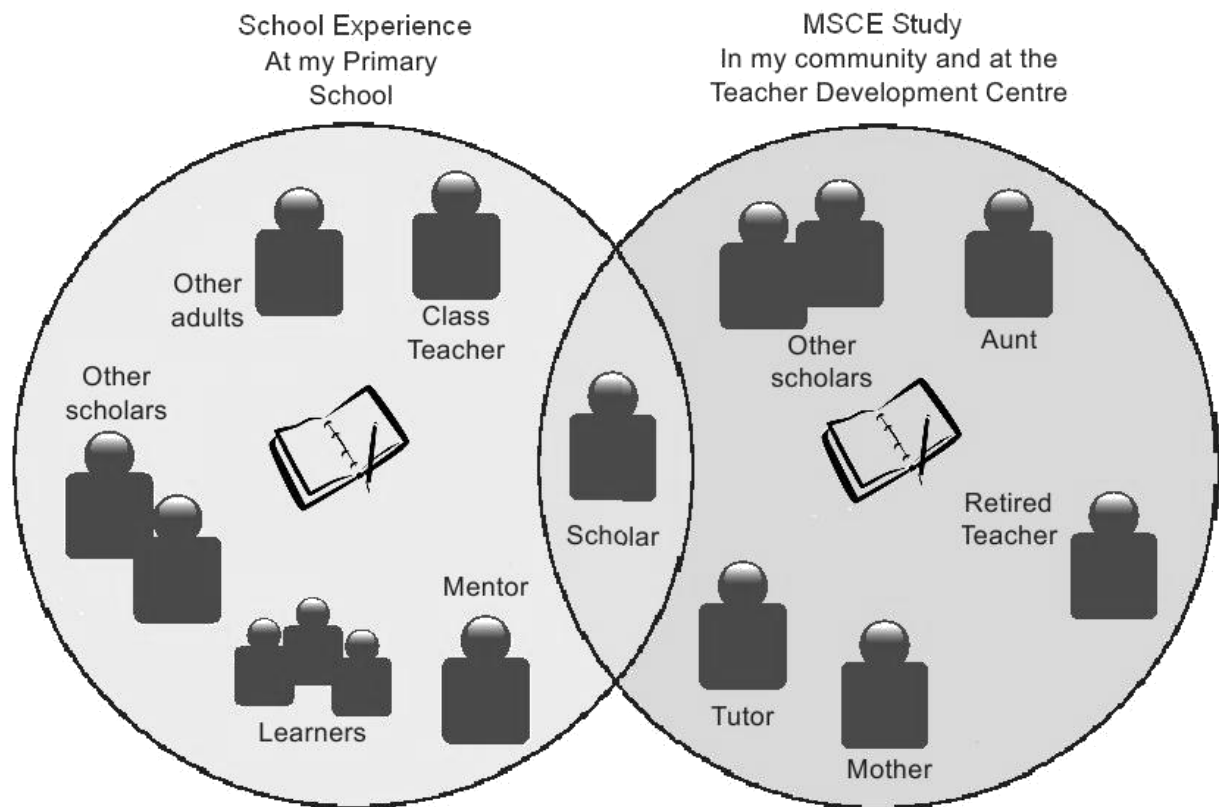 School Experience
At my Primary
School
MSCE Study
In my community and at the
Teacher Development Centre
Other
adults
Class
Teacher
Other
scholars
Learners
Mentor
Scholar
Other
scholars
Aunt
Retired
Teacher
Tutor
Mother